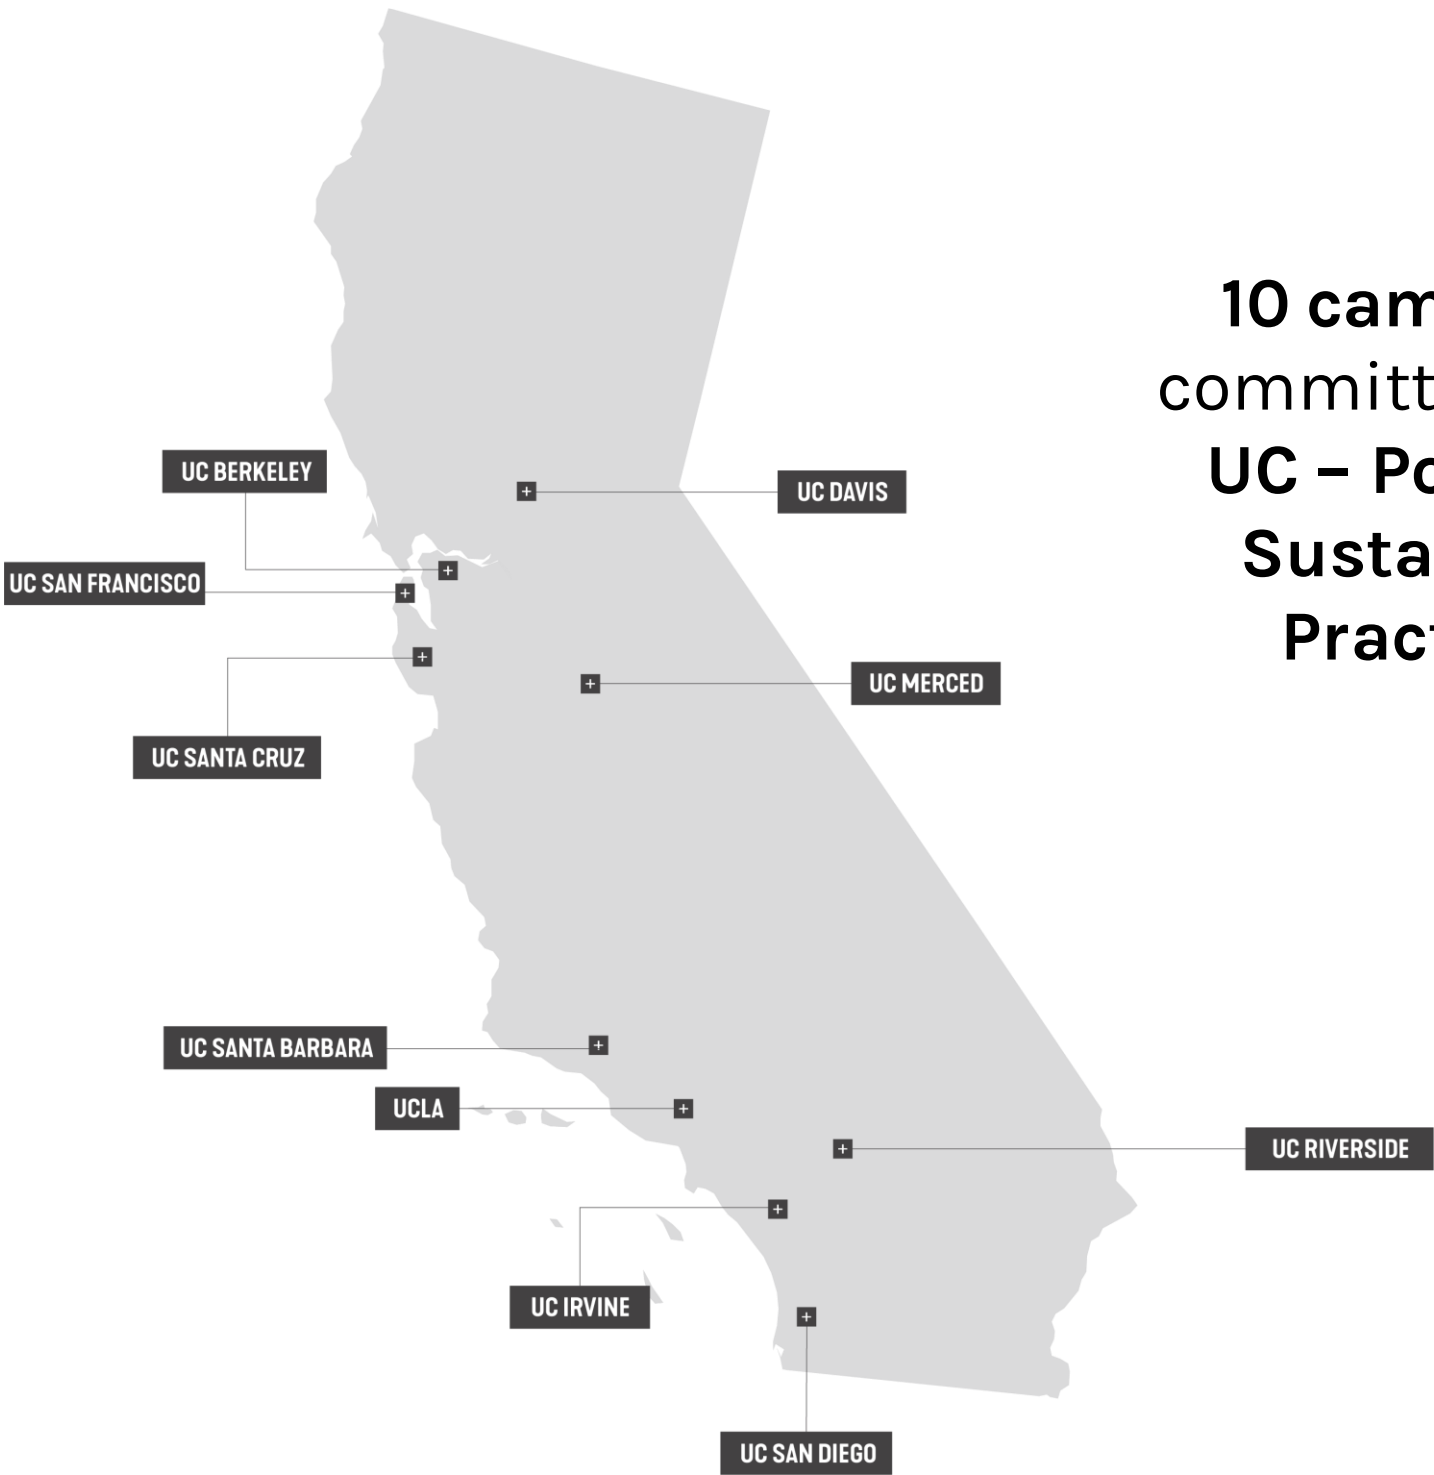 10 cam
committ
UC – Po
Susta
Pract
UC BERKELEY
UC DAVIS
UC SAN FRANCISCO
UC MERCED
UC SANTA CRUZ
UC SANTA BARBARA
UCLA
UC RIVERSIDE
UC IRVINE
UC SAN DIEGO